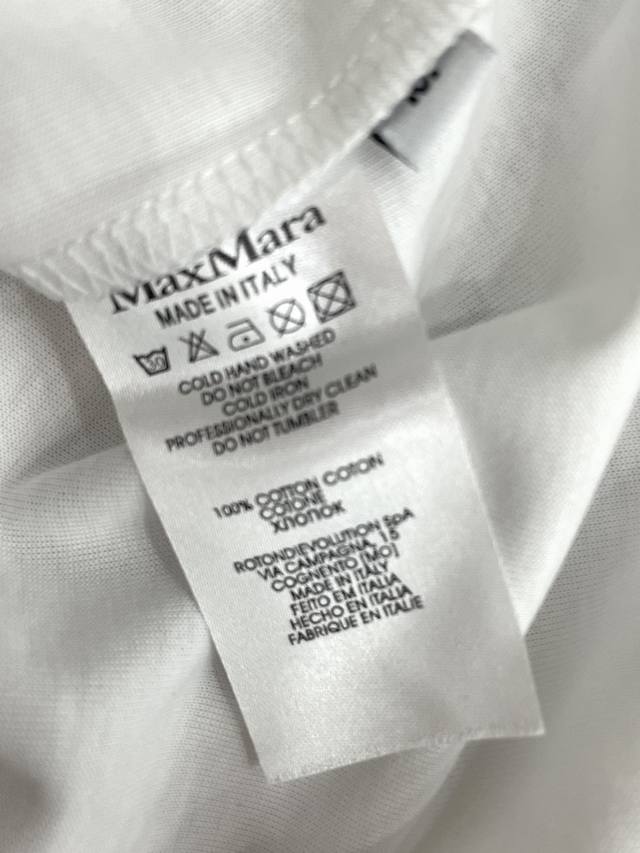 MaxMara
MADE IN ITALY
30
COLD HAND WASHED
DO NOT BLEACH
COLD IRON
PROFESSIONALLY DRY CLEAN
DO NOT TUMBLER
100% COTTON COTON
COTONE
ХЛОПОК
ROTONDIEVOLUTION SpA
VIA CAMPAGNA, 15
COGNENTO [MO]
MADE IN ITALY
FEITO EM ITALIA
HECHO EN ITALIA
FABRIQUE EN ITALIE